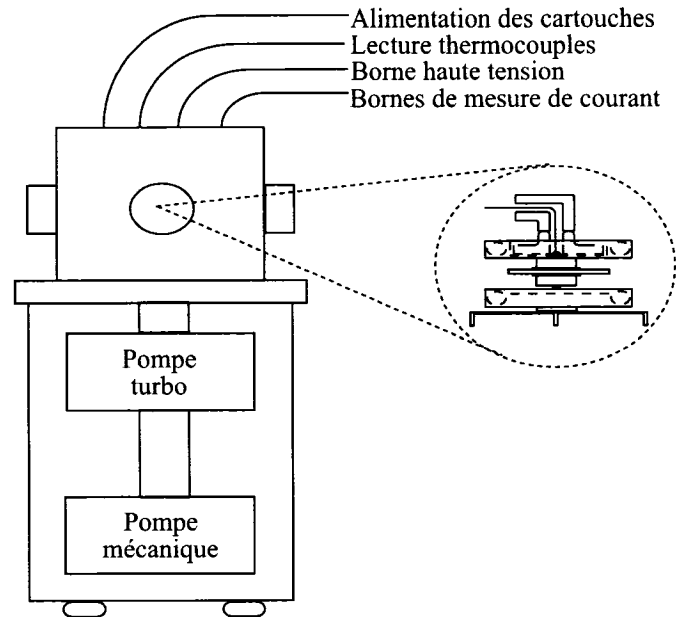 Alimentation des cartouches
Lecture thermocouples
Borne haute tension
Bornes de mesure de courant
Pompe
turbo
Pompe
mécanique